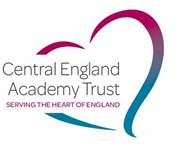 Central England
Academy Trust
SERVING THE HEART OF ENGLAND